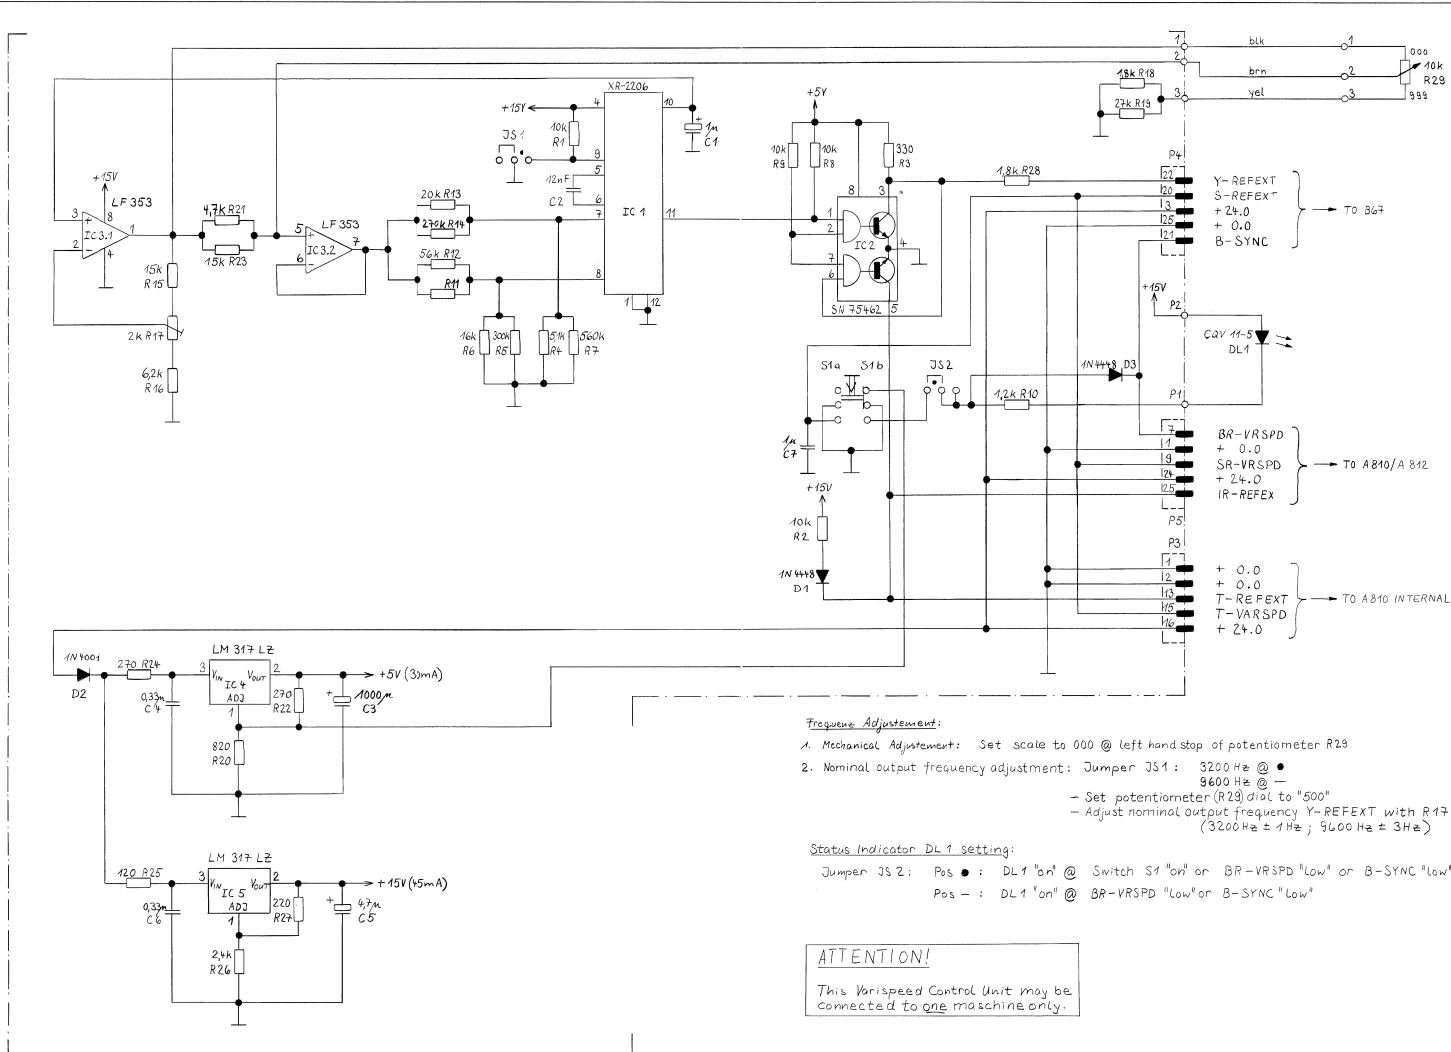 blk
brn
yel
1
2
3
1
2
3
000
10k
R29
999
1,8k R18
27k R19
XR-2206
+15V
4
10
10k
R1
JS1
9
5
12nF
C2
6
7
8
IC 1
11
1
12
+
1µ
C1
+5V
10k
R9
10k
R8
330
R3
8
3
1
2
IC2
4
7
6
5
SN 75462
1,8k R28
P4
22
Y-REFEXT
20
S-REFEXT
3
+ 24.0
25
+ 0.0
21
B-SYNC
TO B67
+15V
LF 353
3
8
IC3.1
1
2
4
4,7k R21
15k R23
15k
R15
2k R17
6,2k
R16
LF 353
5
IC3.2
7
6
20k R13
270k R14
56k R12
R11
16k
R6
300k
R5
5,1k
R4
560k
R7
+15V
P2
CQV 11-5
DL1
1N4448 D3
P1
S1a
S1b
JS2
1,2k R10
1µ
C7
+15V
10k
R2
1N4448
D1
7
BR-VRSPD
1
+ 0.0
9
SR-VRSPD
24
+ 24.0
25
IR-REFEX
TO A810/A 812
P5
P3
1
+ 0.0
2
+ 0.0
13
T-REFEXT
15
T-VARSPD
16
+ 24.0
TO A810 INTERNAL
1N4001
D2
270 R24
0,33µ
C4
LM 317 LZ
3
VIN
VOUT
2
IC 4
ADJ
1
270
R22
820
R20
+
1000µ
C3
+5V
120 R25
0,33µ
C6
LM 317 LZ
3
VIN
VOUT
2
IC 5
ADJ
1
220
R27
2,4k
R26
+
4,7µ
C5
+15V (45mA)
Frequenz Adjustement:
1. Mechanical Adjustement: Set scale to 000 @ left hand stop of potentiometer R29
2. Nominal output frequency adjustment: Jumper JS1: 3200 Hz @ ●
9600 Hz @ —
– Set potentiometer (R29) dial to "500"
– Adjust nominal output frequency Y-REFEXT with R17
(3200Hz ± 1Hz ; 9600Hz ± 3Hz)
Status Indicator DL 1 setting:
Jumper JS 2: Pos ● : DL1 "on" @ Switch S1 "on" or BR-VRSPD "low" or B-SYNC "low"
Pos – : DL1 "on" @ BR-VRSPD "low" or B-SYNC "low"
ATTENTION!
This Varispeed Control Unit may be
connected to one maschine only.